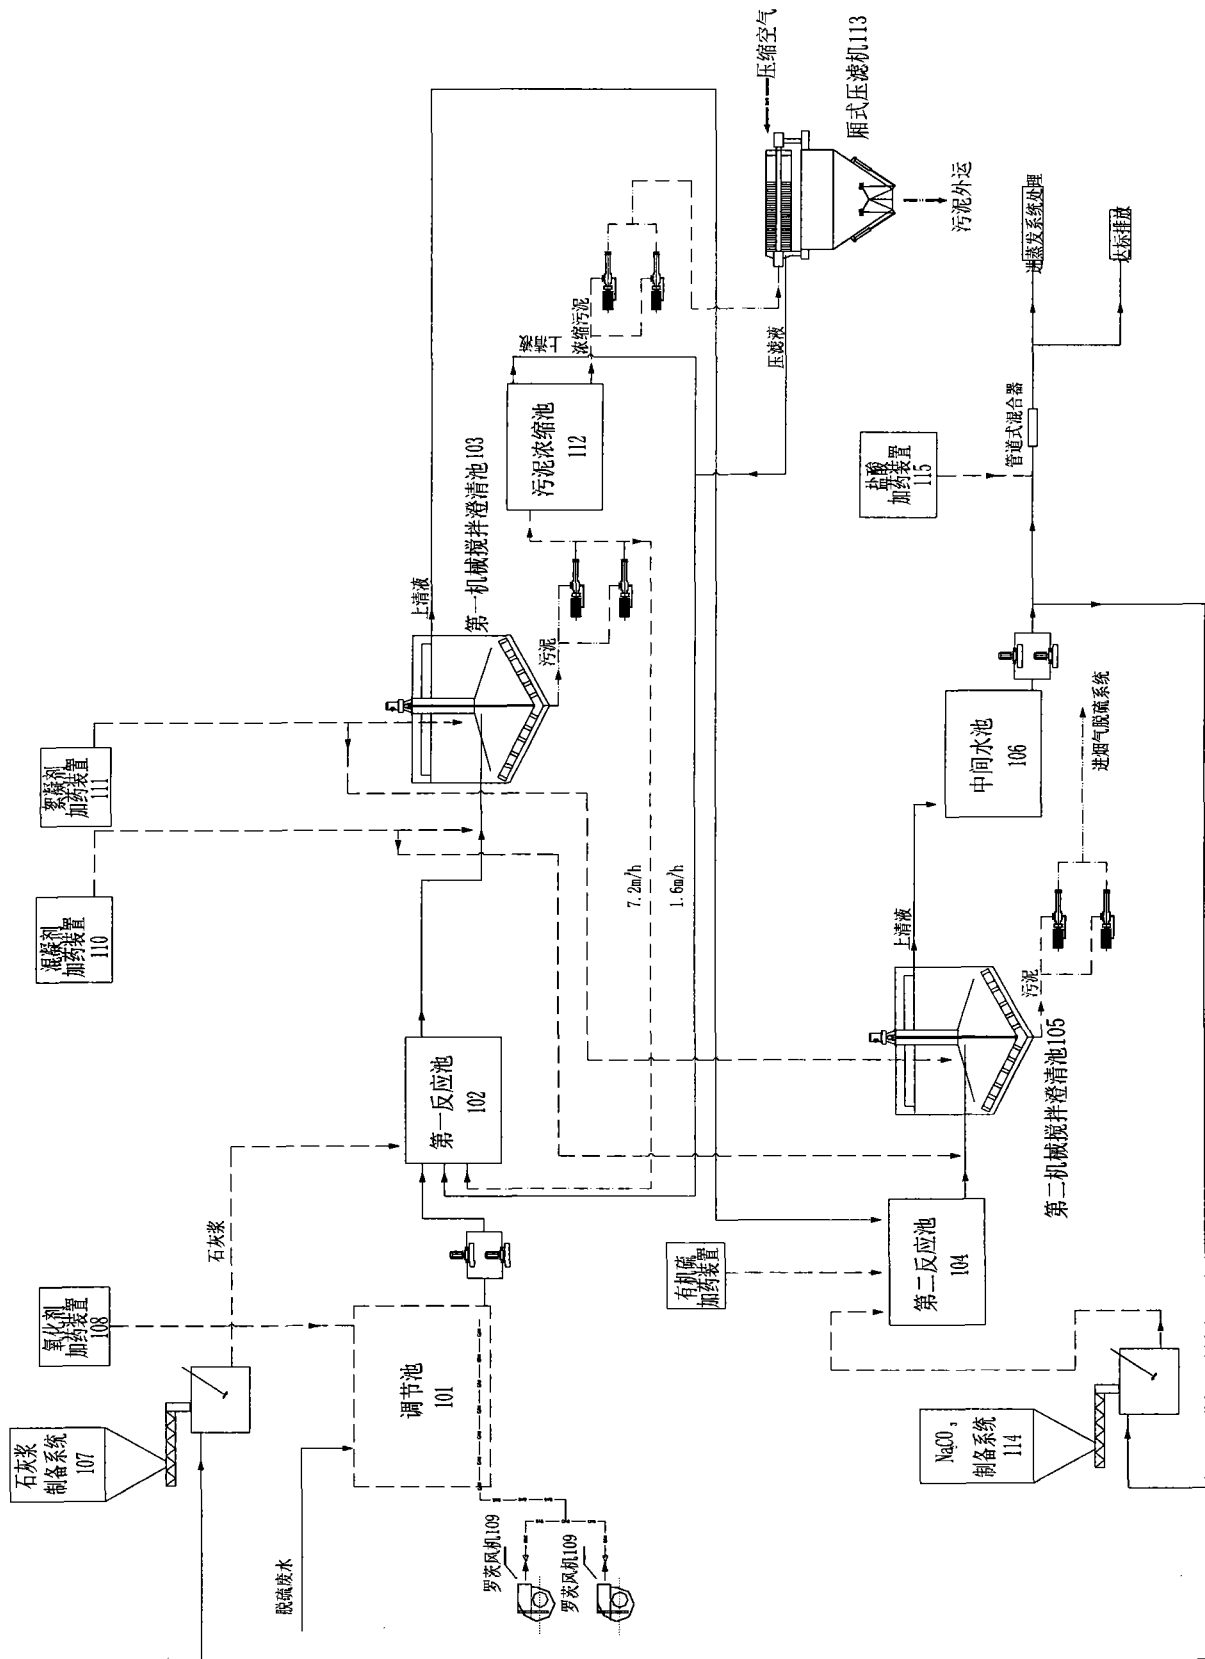 石灰浆
制备系统
107
氧化剂
加药装置
108
石灰浆
混凝剂
加药装置
110
絮凝剂
加药装置
111
脱硫废水
调节池
101
罗茨风机109
罗茨风机109
第一反应池
102
上清液
第一机械搅拌澄清池103
污泥
污泥浓缩池
112
浓缩污泥
7.2m/h
1.6m/h
压缩空气
厢式压滤机113
压滤液
污泥外运
有机硫
加药装置
第二反应池
104
Na₂CO₃
制备系统
114
上清液
第二机械搅拌澄清池105
污泥
进烟气脱硫系统
中间水池
106
盐酸
加药装置
115
管道式混合器
进蒸发系统处理
达标排放